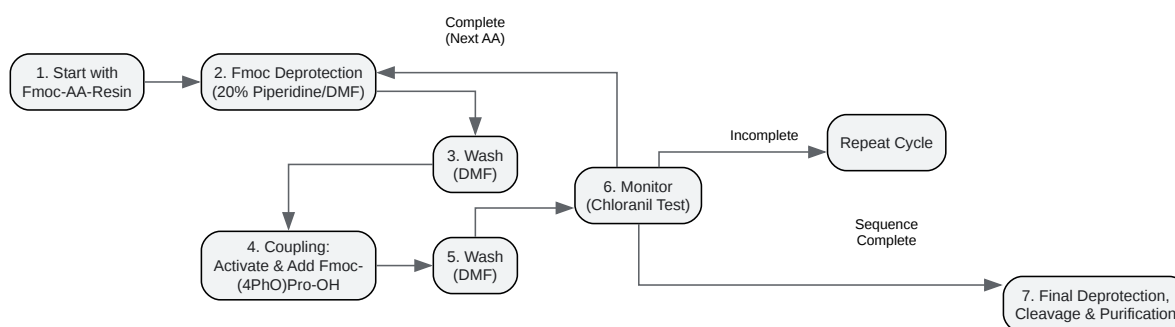 Complete
(Next AA)
1. Start with
Fmoc-AA-Resin
2. Fmoc Deprotection
(20% Piperidine/DMF)
3. Wash
(DMF)
4. Coupling:
Activate & Add Fmoc-
(4PhO)Pro-OH
5. Wash
(DMF)
6. Monitor
(Chloranil Test)
Incomplete
Repeat Cycle
Sequence
Complete
7. Final Deprotection,
Cleavage & Purification